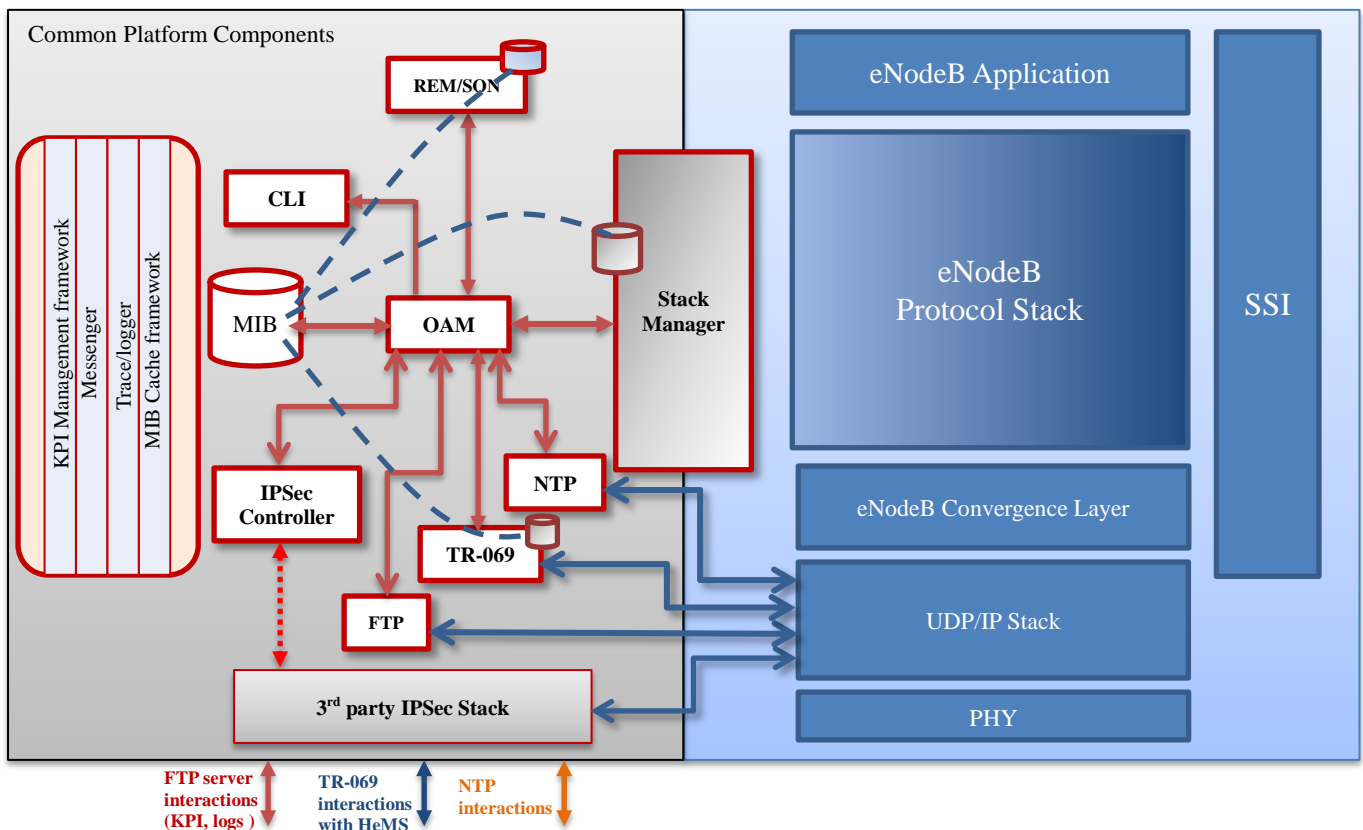 Common Platform Components
REM/SON
CLI
MIB
OAM
Stack
Manager
KPI Management framework
Messenger
Trace/logger
MIB Cache framework
IPSec
Controller
NTP
TR-069
FTP
3rd party IPSec Stack
eNodeB Application
eNodeB
Protocol Stack
SSI
eNodeB Convergence Layer
UDP/IP Stack
PHY
FTP server
interactions
(KPI, logs )
TR-069
interactions
with HeMS
NTP
interactions